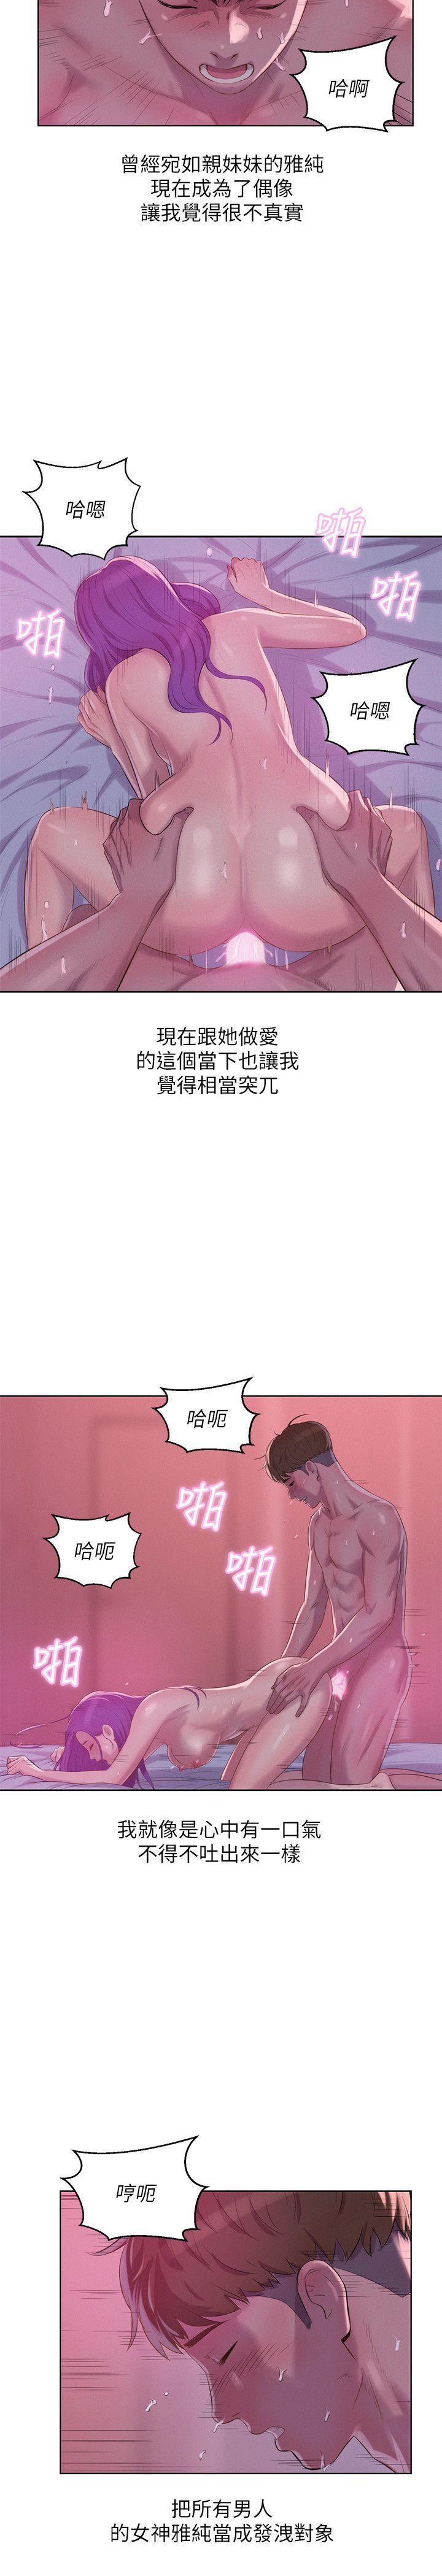 哈啊
曾經宛如親妹妹的雅純
現在成為了偶像
讓我覺得很不真實
哈嗯
啪
啪
啪
哈嗯
現在跟她做愛
的這個當下也讓我
覺得相當突兀
哈呃
啪
哈呃
啪
啪
我就像是心中有一口氣
不得不吐出來一樣
哼呃
把所有男人
的女神雅純當成發洩對象